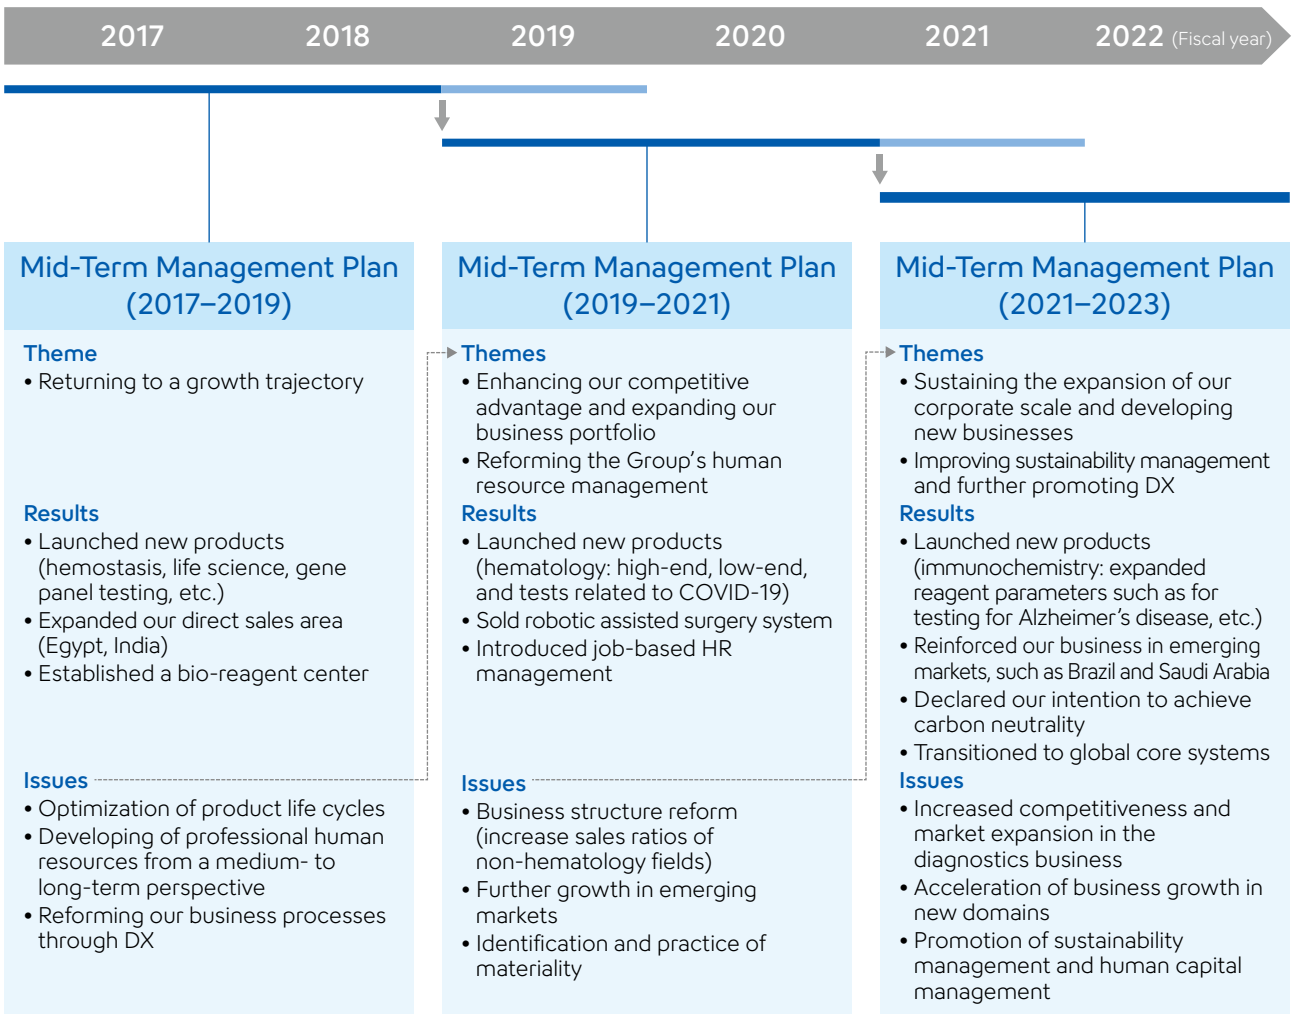 2017 2018 2019 2020 2021 2022 (Fiscal year)
Mid-Term Management Plan
(2017–2019)
Theme
• Returning to a growth trajectory
Results
• Launched new products
(hemostasis, life science, gene
panel testing, etc.)
• Expanded our direct sales area
(Egypt, India)
• Established a bio-reagent center
Issues
• Optimization of product life cycles
• Developing of professional human
resources from a medium- to
long-term perspective
• Reforming our business processes
through DX
Mid-Term Management Plan
(2019–2021)
Themes
• Enhancing our competitive
advantage and expanding our
business portfolio
• Reforming the Group's human
resource management
Results
• Launched new products
(hematology: high-end, low-end,
and tests related to COVID-19)
• Sold robotic assisted surgery system
• Introduced job-based HR
management
Issues
• Business structure reform
(increase sales ratios of
non-hematology fields)
• Further growth in emerging
markets
• Identification and practice of
materiality
Mid-Term Management Plan
(2021–2023)
Themes
• Sustaining the expansion of our
corporate scale and developing
new businesses
• Improving sustainability management
and further promoting DX
Results
• Launched new products
(immunochemistry: expanded
reagent parameters such as for
testing for Alzheimer's disease, etc.)
• Reinforced our business in emerging
markets, such as Brazil and Saudi Arabia
• Declared our intention to achieve
carbon neutrality
• Transitioned to global core systems
Issues
• Increased competitiveness and
market expansion in the
diagnostics business
• Acceleration of business growth in
new domains
• Promotion of sustainability
management and human capital
management